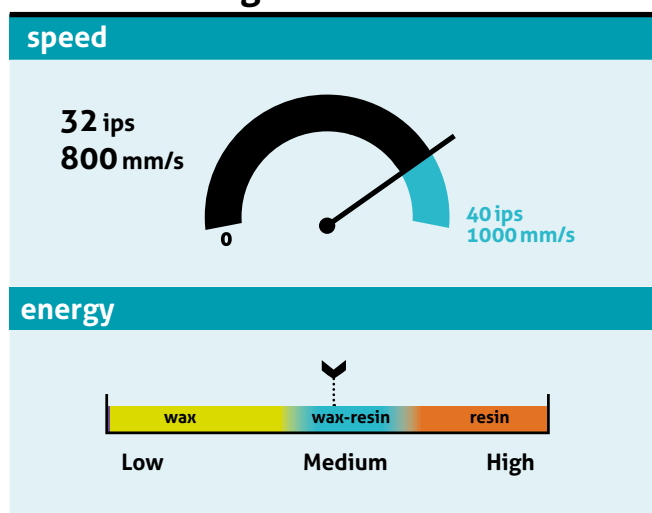 speed
32 ips
800 mm/s
0
40 ips
1000 mm/s
energy
wax wax-resin resin
Low Medium High